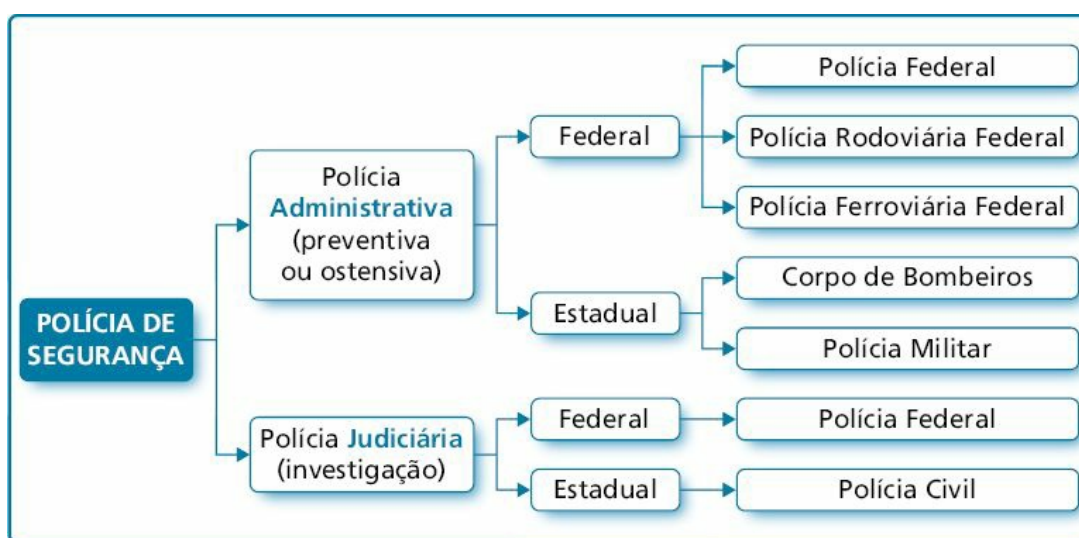 POLÍCIA DE
SEGURANÇA
Polícia
Administrativa
(preventiva
ou ostensiva)
Federal
Polícia Federal
Polícia Rodoviária Federal
Polícia Ferroviária Federal
Estadual
Corpo de Bombeiros
Polícia Militar
Polícia Judiciária
(investigação)
Federal
Polícia Federal
Estadual
Polícia Civil